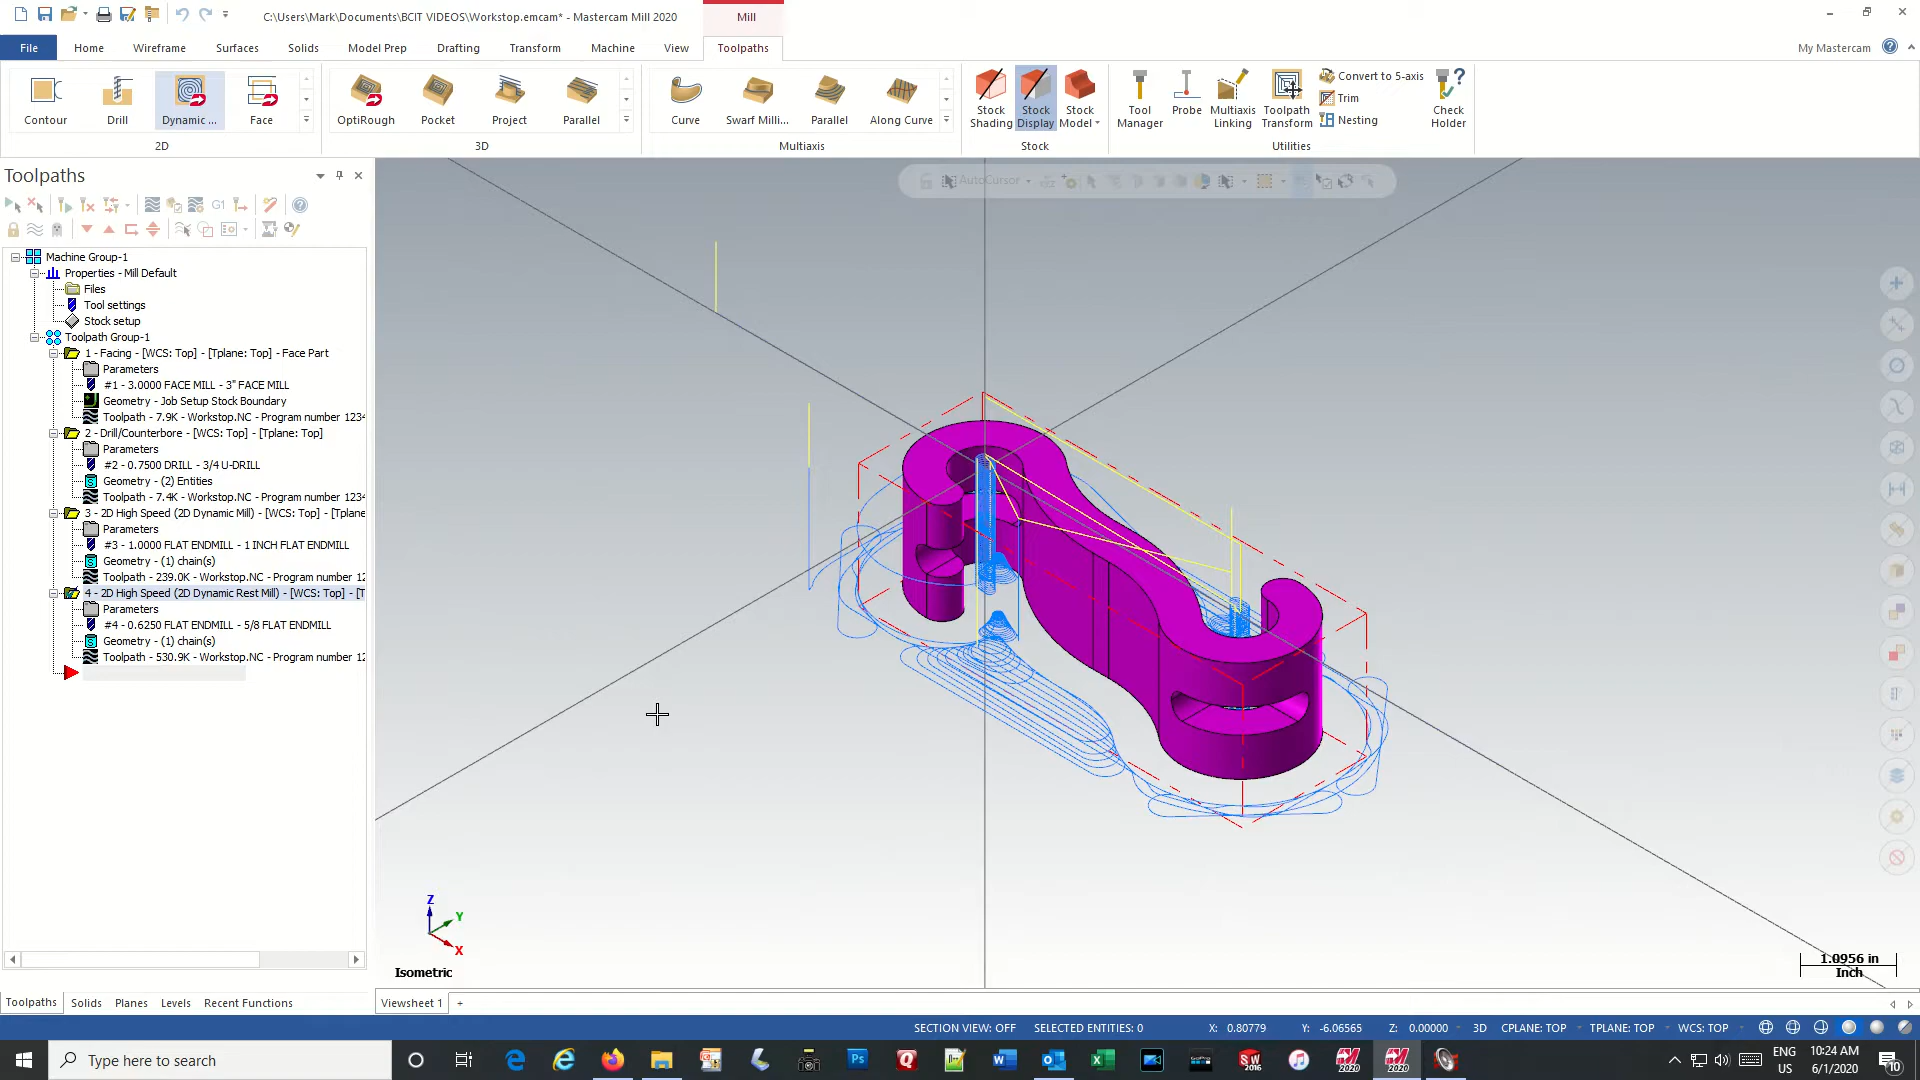 C:\Users\Mark\Documents\BCIT VIDEOS\Workstop.emcam* - Mastercam Mill 2020
Mill
File
Home
Wireframe
Surfaces
Solids
Model Prep
Drafting
Transform
Machine
View
Toolpaths
My Mastercam
Contour
Drill
Dynamic ...
Face
2D
OptiRough
Pocket
Project
Parallel
3D
Curve
Swarf Milli...
Parallel
Along Curve
Multiaxis
Stock Shading
Stock Display
Stock Model
Stock
Tool Manager
Probe
Multiaxis Linking
Toolpath Transform
Convert to 5-axis
Trim
Nesting
Utilities
Check Holder
Toolpaths
G1
AutoCursor
Machine Group-1
Properties - Mill Default
Files
Tool settings
Stock setup
Toolpath Group-1
1 - Facing - [WCS: Top] - [Tplane: Top] - Face Part
Parameters
#1 - 3.0000 FACE MILL - 3" FACE MILL
Geometry - Job Setup Stock Boundary
Toolpath - 7.9K - Workstop.NC - Program number 1234
2 - Drill/Counterbore - [WCS: Top] - [Tplane: Top]
Parameters
#2 - 0.7500 DRILL - 3/4 U-DRILL
Geometry - (2) Entities
Toolpath - 7.4K - Workstop.NC - Program number 1234
3 - 2D High Speed (2D Dynamic Mill) - [WCS: Top] - [Tplane
Parameters
#3 - 1.0000 FLAT ENDMILL - 1 INCH FLAT ENDMILL
Geometry - (1) chain(s)
Toolpath - 239.0K - Workstop.NC - Program number 12
4 - 2D High Speed (2D Dynamic Rest Mill) - [WCS: Top] - [T
Parameters
#4 - 0.6250 FLAT ENDMILL - 5/8 FLAT ENDMILL
Geometry - (1) chain(s)
Toolpath - 530.9K - Workstop.NC - Program number 12
Z
Y
X
Isometric
1.0956 in
Inch
Toolpaths
Solids
Planes
Levels
Recent Functions
Viewsheet 1
+
SECTION VIEW: OFF
SELECTED ENTITIES: 0
X: 0.80779
Y: -6.06565
Z: 0.00000
3D
CPLANE: TOP
TPLANE: TOP
WCS: TOP
Type here to search
ENG
US
10:24 AM
6/1/2020
10